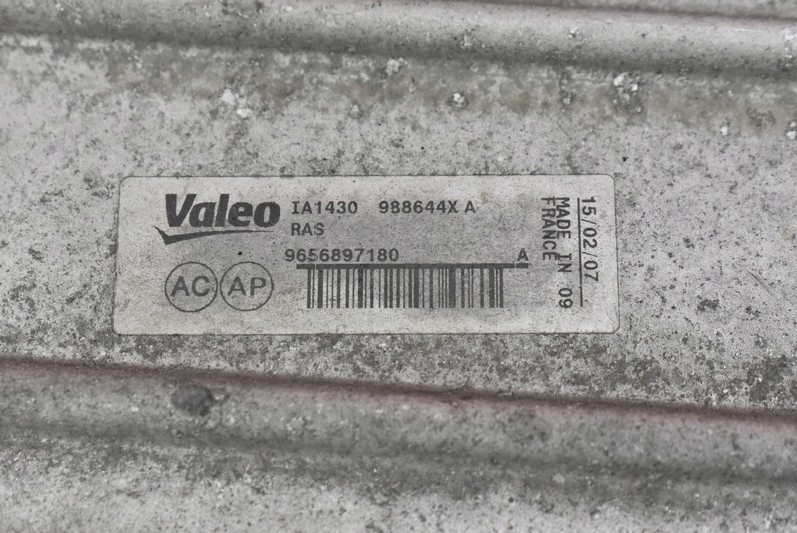 Valeo
IA1430 988644X A
RAS
9656897180 A
AC AP
15/02/07
MADE IN 09
FRANCE